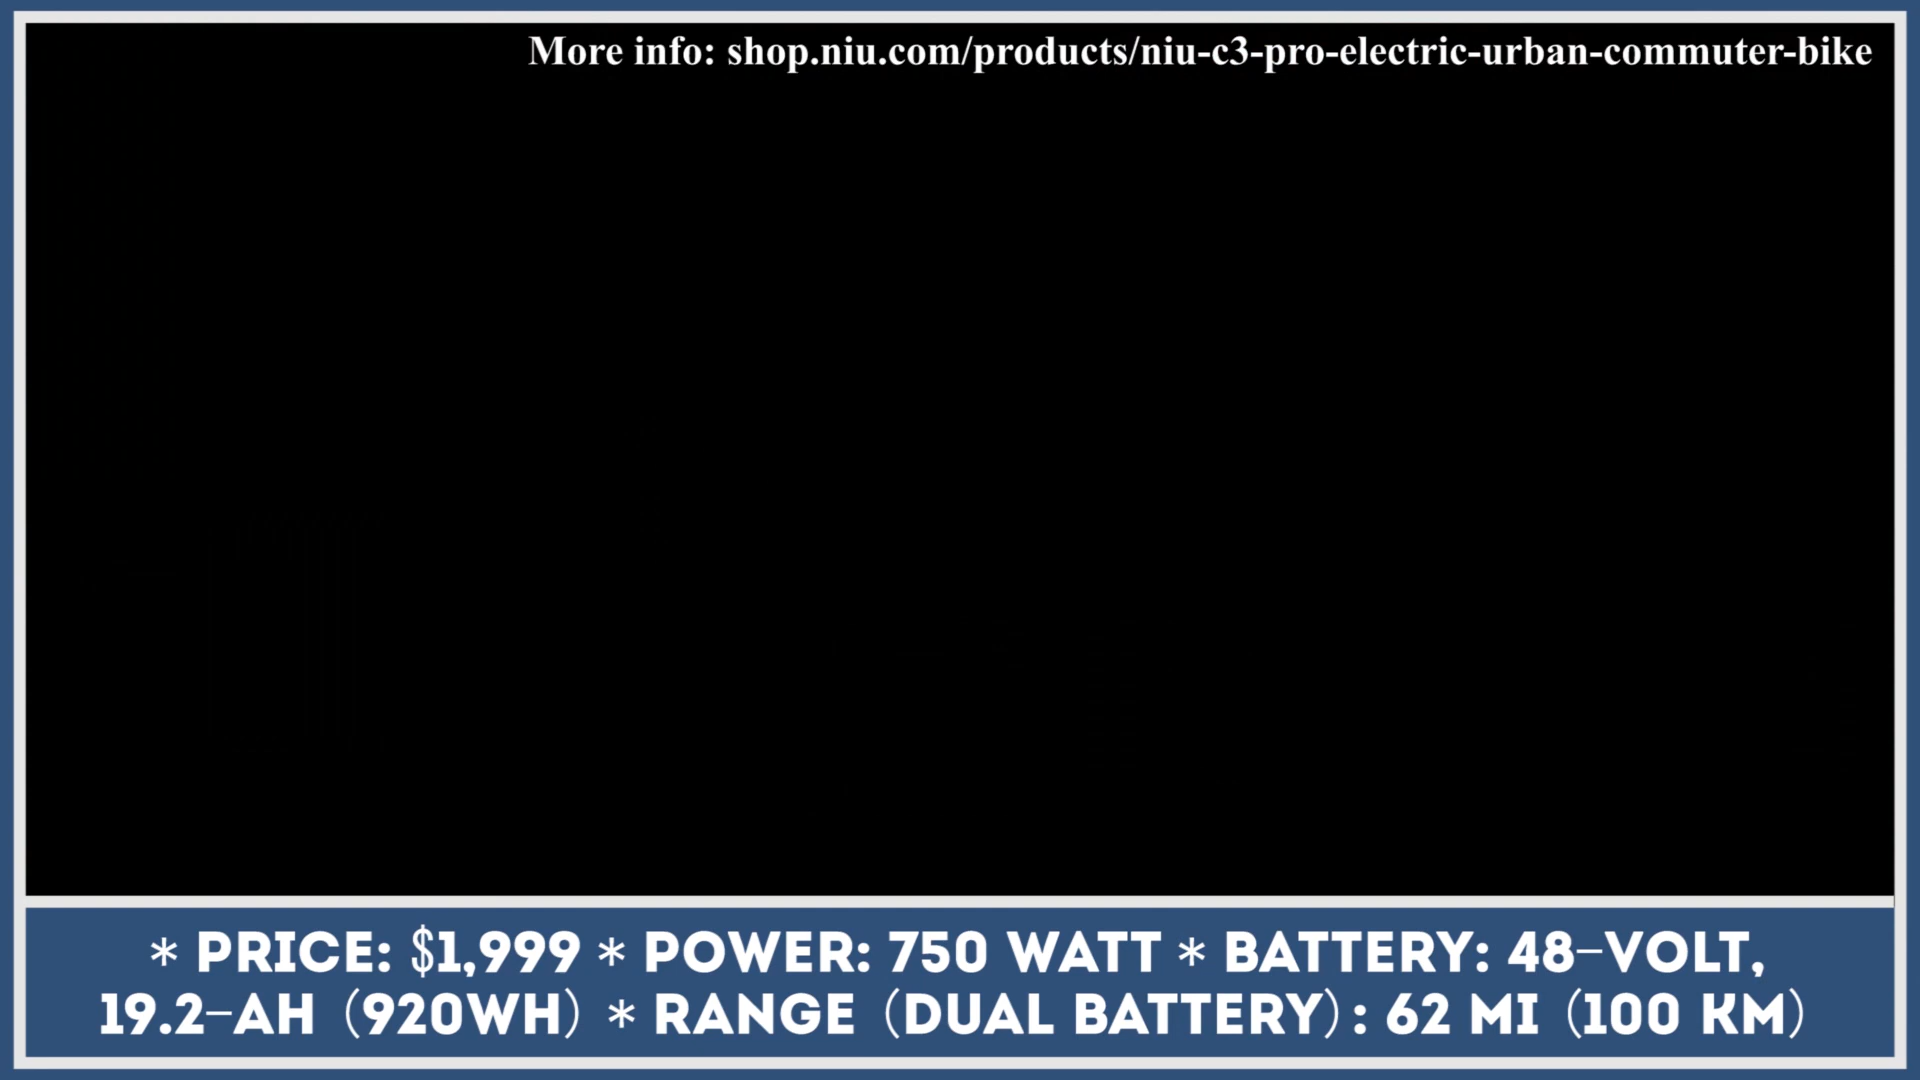 More info: shop.niu.com/products/niu-c3-pro-electric-urban-commuter-bike
* PRICE: $1,999 * POWER: 750 WATT * BATTERY: 48-VOLT,
19.2-AH (920WH) * RANGE (DUAL BATTERY): 62 MI (100 KM)